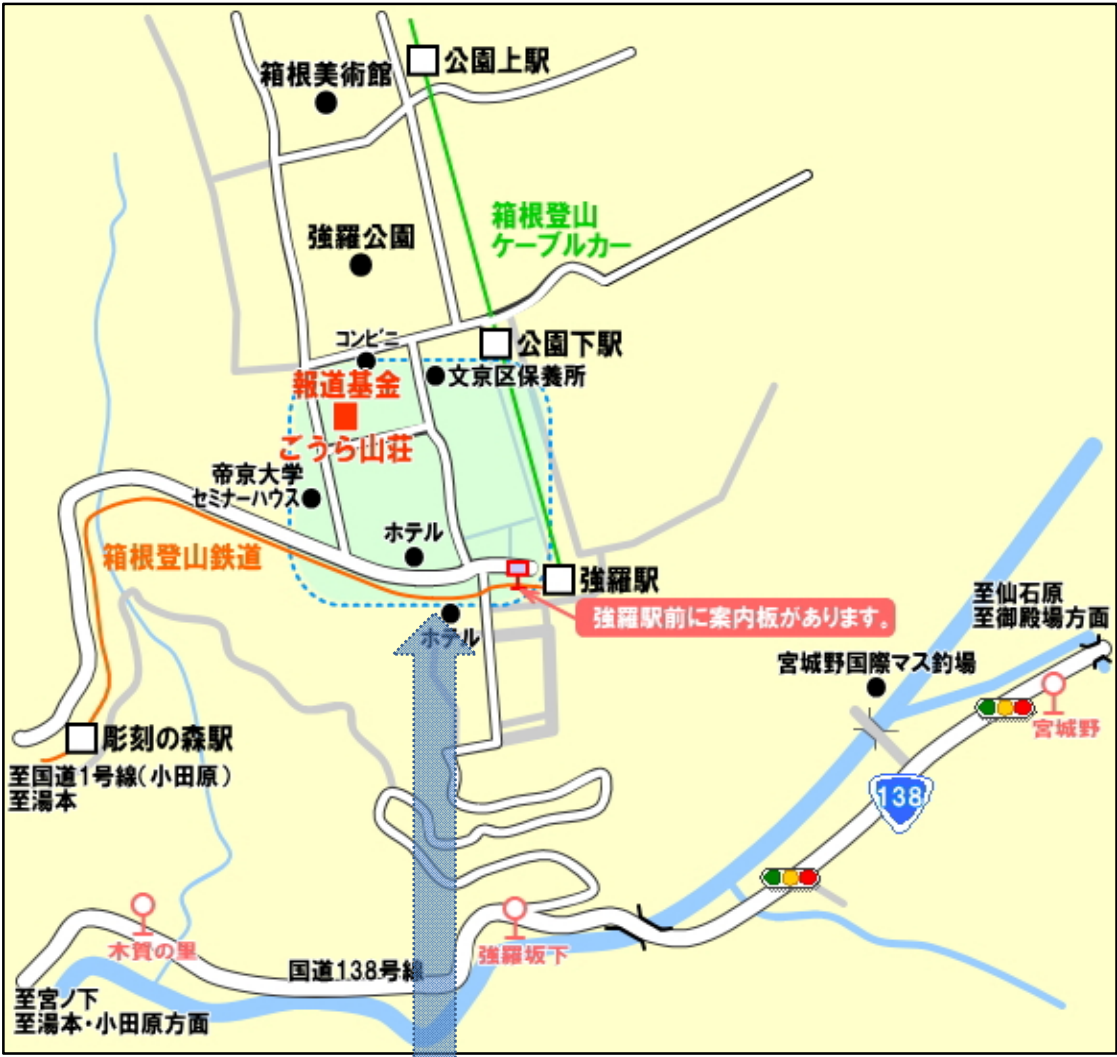 公園上駅
箱根美術館
箱根登山
ケーブルカー
強羅公園
コンビニ
公園下駅
文京区保養所
報道基金
ごうら山荘
帝京大学
セミナーハウス
ホテル
箱根登山鉄道
強羅駅
強羅駅前に案内板があります。
ホテル
至仙石原
至御殿場方面
宮城野国際マス釣場
宮城野
彫刻の森駅
至国道1号線(小田原)
至湯本
138
木賀の里
強羅坂下
国道138号線
至宮ノ下
至湯本・小田原方面